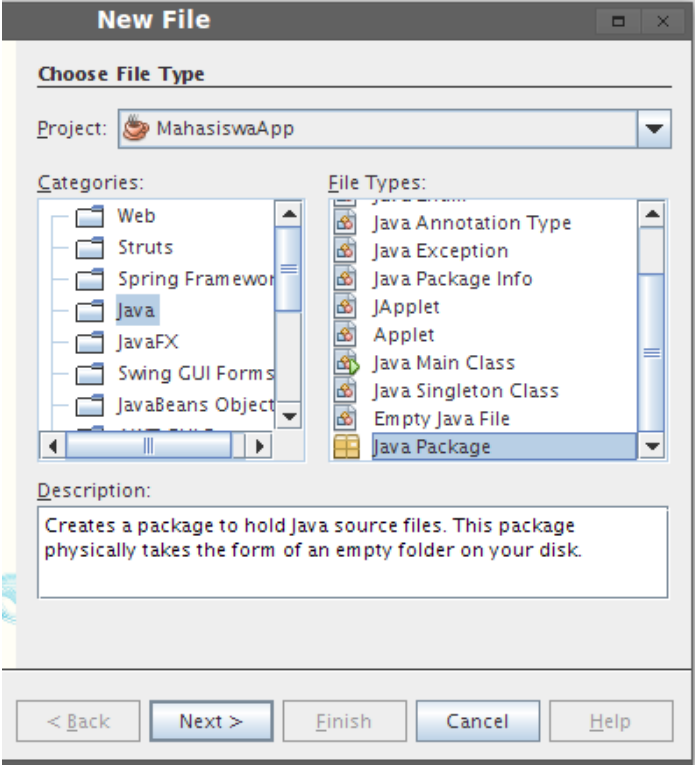 New File
Choose File Type
Project: MahasiswaApp
Categories:
Web
Struts
Spring Framewor
Java
JavaFX
Swing GUI Forms
JavaBeans Object
File Types:
Java Annotation Type
Java Exception
Java Package Info
JApplet
Applet
Java Main Class
Java Singleton Class
Empty Java File
Java Package
Description:
Creates a package to hold Java source files. This package
physically takes the form of an empty folder on your disk.
< Back Next > Finish Cancel Help